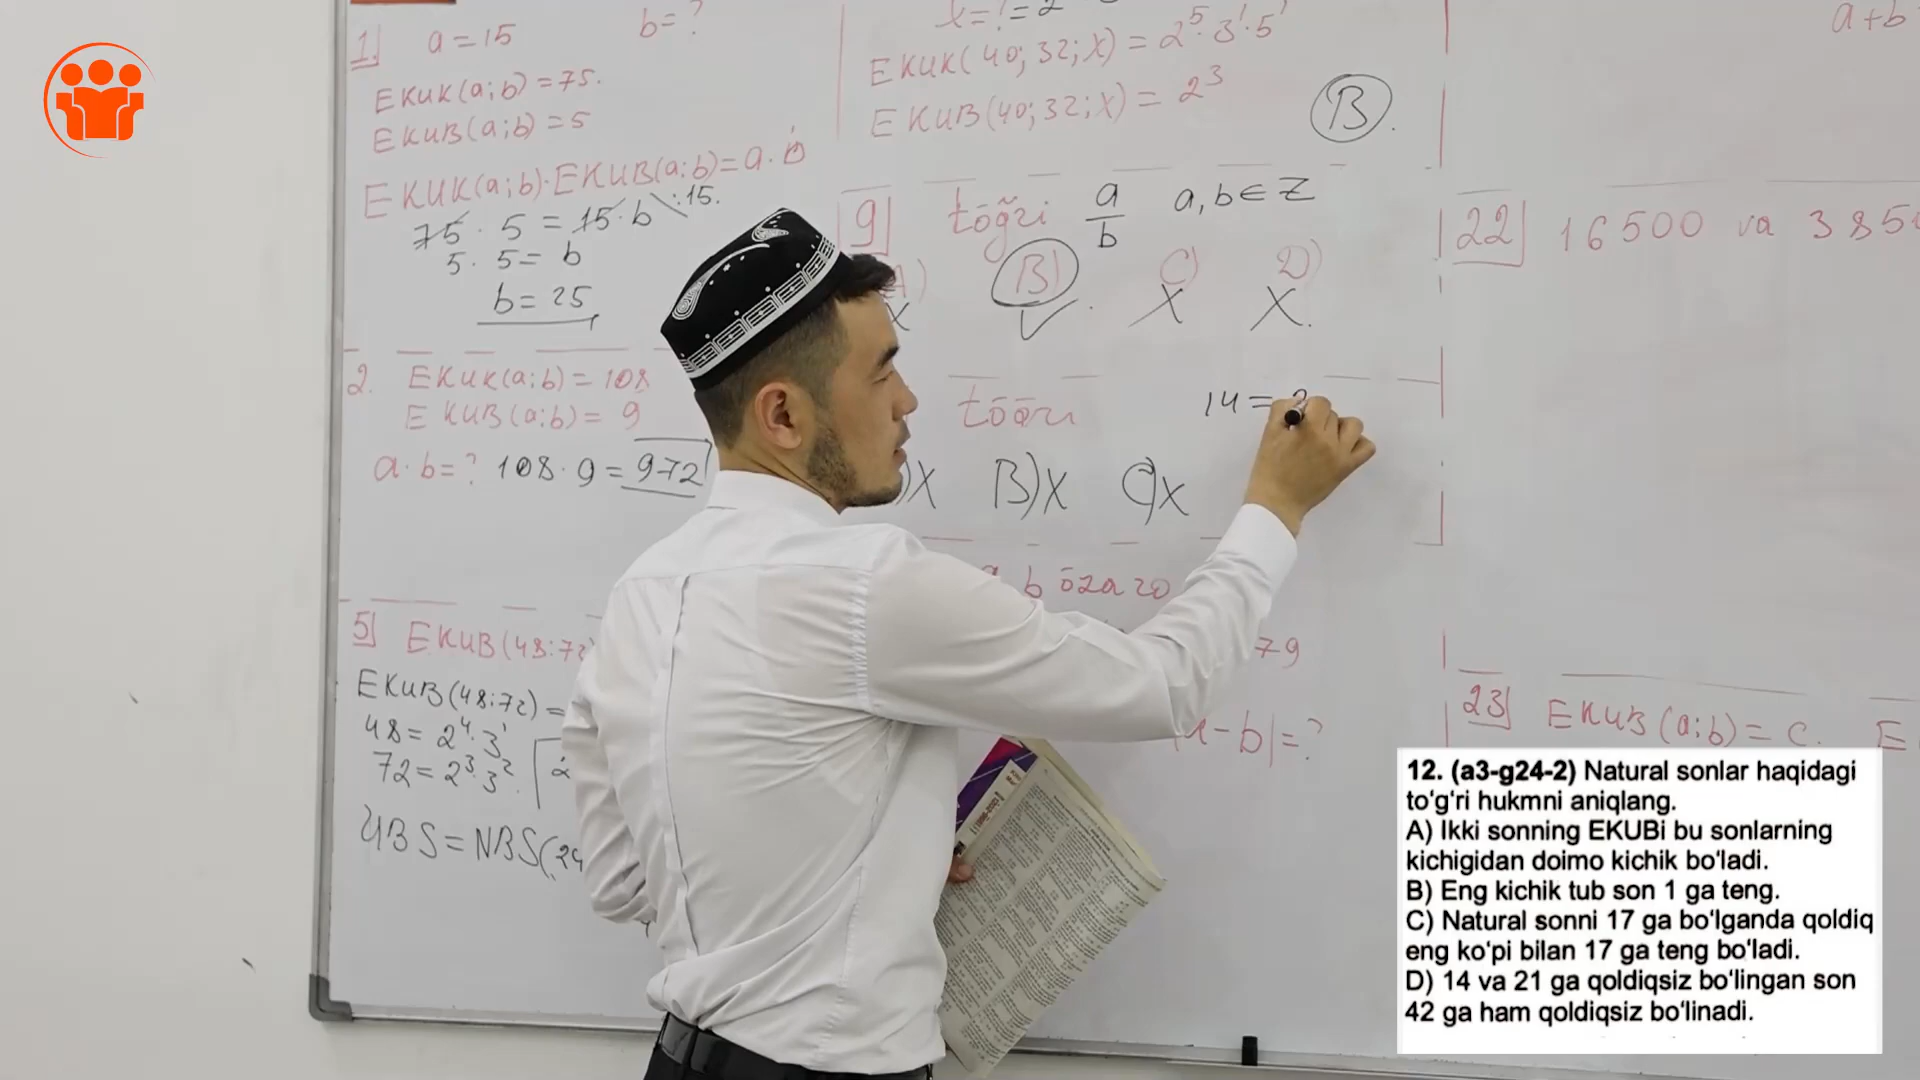 1. a = 15 b = ?
EKUK(a;b) = 75.
EKUB(a;b) = 5
EKUK(a;b)·EKUB(a;b) = a·b
75 · 5 = 15·b :15.
5 · 5 = b
b = 25
2. EKUK(a;b) = 108
EKUB(a;b) = 9
a·b = ? 108·9 = 972
5 EKUB(48;72)
EKUB(48;72) =
48 = 2⁴·3¹
72 = 2³·3²
EKUK(40;32;X) = 2⁵·3¹·5¹
EKUB(40;32;X) = 2³
B.
9 tōg̃ri a/b a, b ∈ Z
A) B) C) D)
X X.
tōg̃ri 14 =
X B)X C)X
b ōzaro
79
-b| = ?
a+b
22 16500 va 385
23 EKUB(a;b) = c. E
12. (a3-g24-2) Natural sonlar haqidagi
to‘g‘ri hukmni aniqlang.
A) Ikki sonning EKUBi bu sonlarning
kichigidan doimo kichik bo‘ladi.
B) Eng kichik tub son 1 ga teng.
C) Natural sonni 17 ga bo‘lganda qoldiq
eng ko‘pi bilan 17 ga teng bo‘ladi.
D) 14 va 21 ga qoldiqsiz bo‘lingan son
42 ga ham qoldiqsiz bo‘linadi.